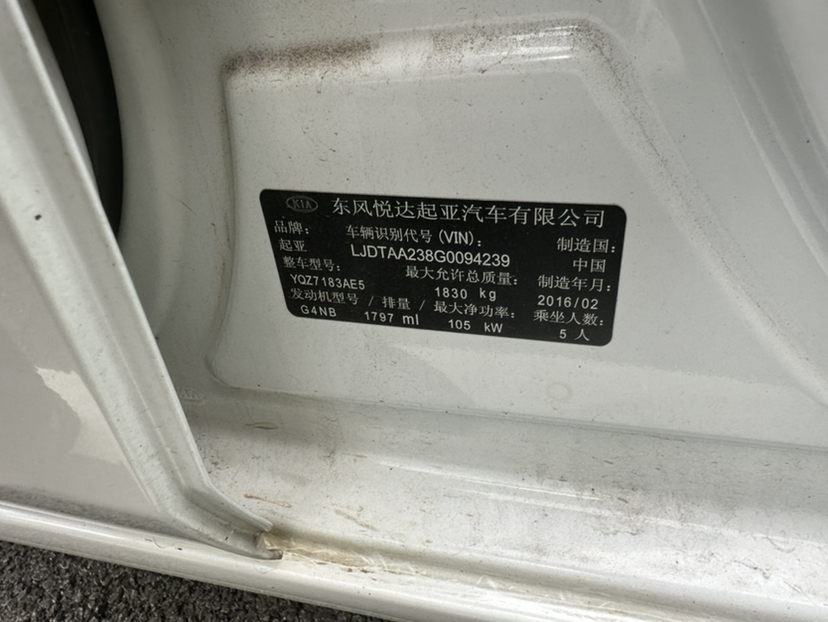 KIA 东风悦达起亚汽车有限公司
品牌: 车辆识别代号(VIN): 制造国:
起亚 LJDTAA238G0094239 中国
整车型号: 最大允许总质量: 制造年月:
YQZ7183AE5 1830 kg 2016/02
发动机型号/排量/最大净功率: 乘坐人数:
G4NB 1797 ml 105 kW 5人